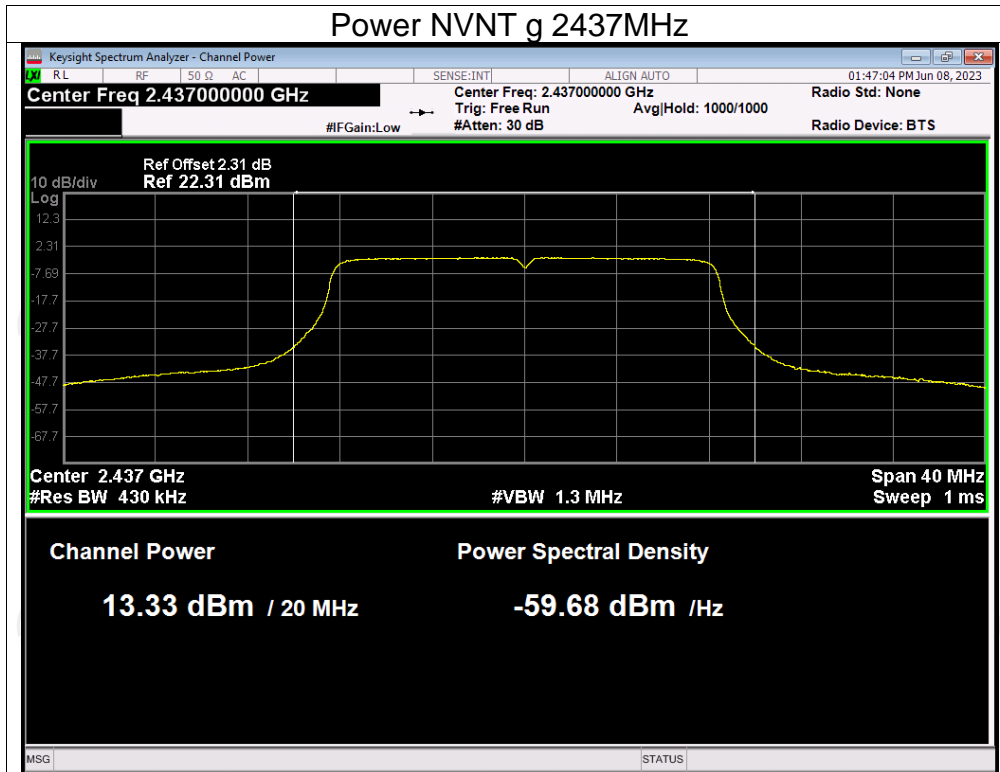 Power NVNT g 2437MHz
Keysight Spectrum Analyzer - Channel Power
LXI RL RF 50 Ω AC SENSE:INT ALIGN AUTO 01:47:04 PM Jun 08, 2023
Center Freq 2.437000000 GHz Center Freq: 2.437000000 GHz Radio Std: None
Trig: Free Run Avg|Hold: 1000/1000
#IFGain:Low #Atten: 30 dB Radio Device: BTS
Ref Offset 2.31 dB
10 dB/div Ref 22.31 dBm
Log
12.3
2.31
-7.69
-17.7
-27.7
-37.7
-47.7
-57.7
-67.7
Center 2.437 GHz Span 40 MHz
#Res BW 430 kHz #VBW 1.3 MHz Sweep 1 ms
Channel Power Power Spectral Density
13.33 dBm / 20 MHz -59.68 dBm /Hz
MSG STATUS